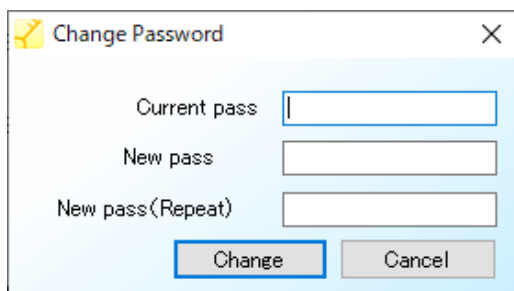 Change Password
Current pass
New pass
New pass(Repeat)
Change Cancel